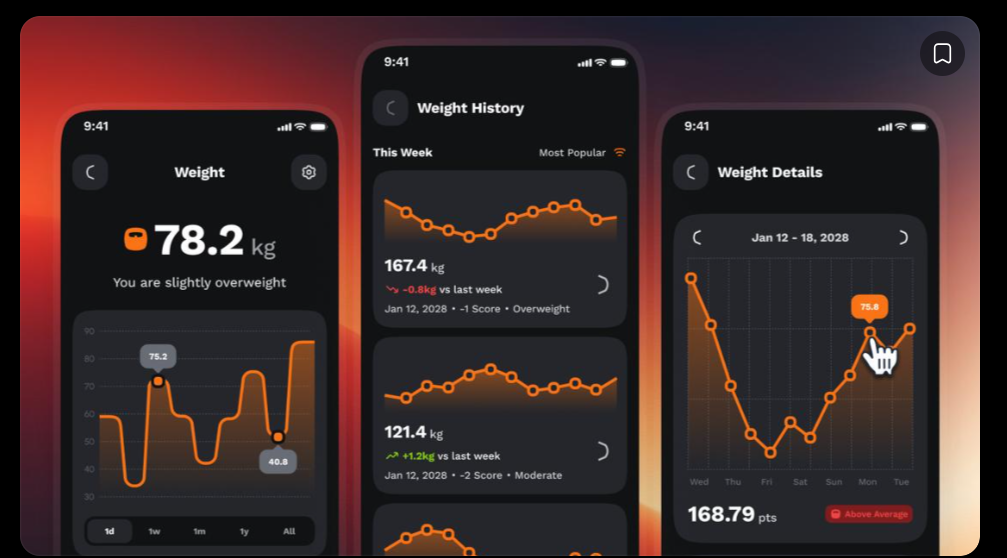 9:41
Weight
78.2 kg
You are slightly overweight
90
80
70
60
50
40
30
75.2
40.8
1d 1w 1m 1y All
9:41
Weight History
This Week Most Popular
167.4 kg
-0.8kg vs last week
Jan 12, 2028 • -1 Score • Overweight
121.4 kg
+1.2kg vs last week
Jan 12, 2028 • -2 Score • Moderate
9:41
Weight Details
Jan 12 - 18, 2028
75.8
Wed Thu Fri Sat Sun Mon Tue
168.79 pts
Above Average